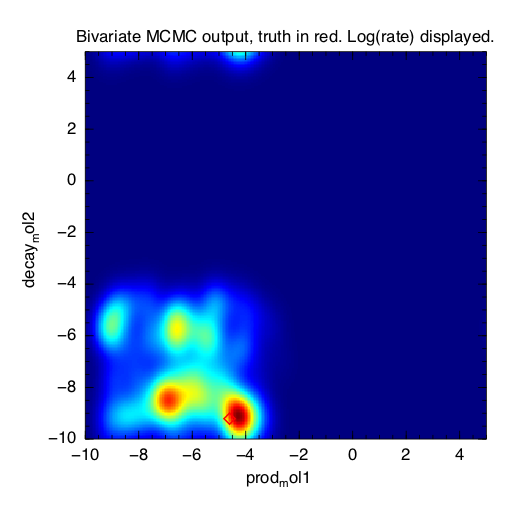 Bivariate MCMC output, truth in red. Log(rate) displayed.
4
2
0
−2
−4
−6
−8
−10
decay_mol2
−10 −8 −6 −4 −2 0 2 4
prod_mol1